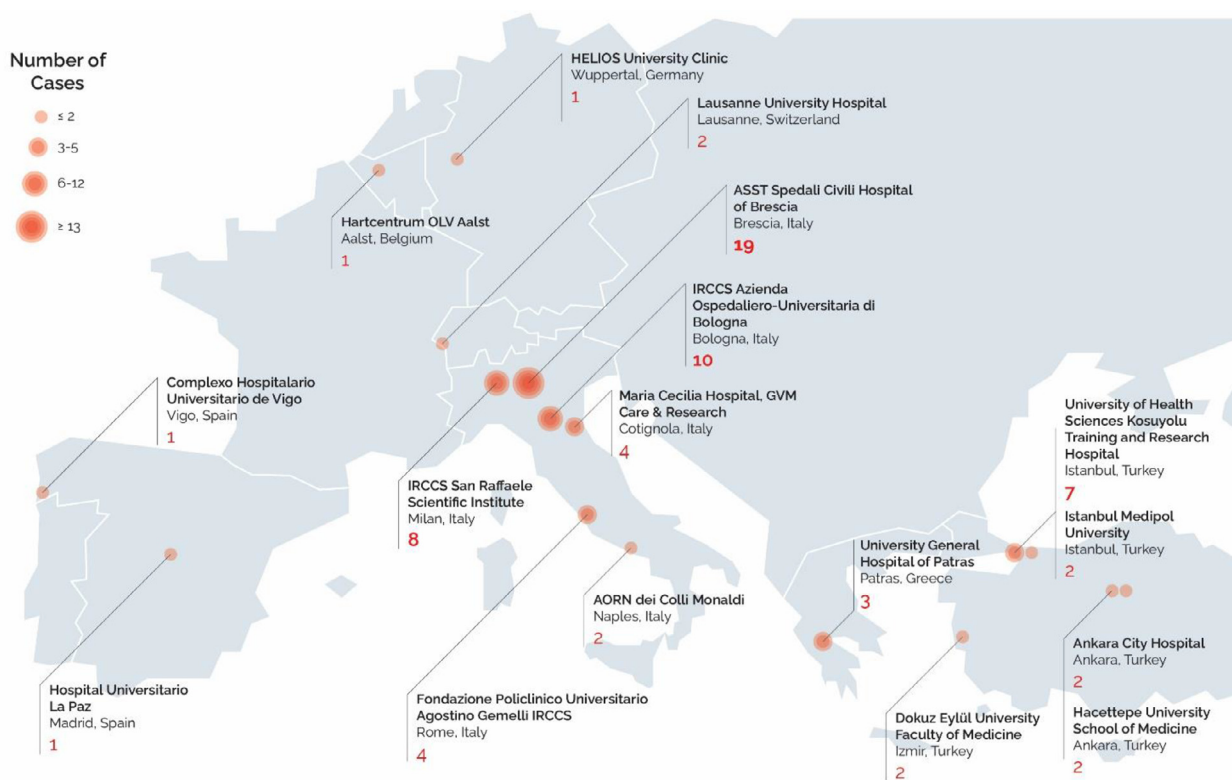 Number of
Cases
≤ 2
3-5
6-12
≥ 13
HELIOS University Clinic
Wuppertal, Germany
1
Lausanne University Hospital
Lausanne, Switzerland
2
ASST Spedali Civili Hospital
of Brescia
Brescia, Italy
19
Hartcentrum OLV Aalst
Aalst, Belgium
1
IRCCS Azienda
Ospedaliero-Universitaria di
Bologna
Bologna, Italy
10
Complexo Hospitalario
Universitario de Vigo
Vigo, Spain
1
Maria Cecilia Hospital, GVM
Care & Research
Cotignola, Italy
4
University of Health
Sciences Kosuyolu
Training and Research
Hospital
Istanbul, Turkey
7
IRCCS San Raffaele
Scientific Institute
Milan, Italy
8
Istanbul Medipol
University
Istanbul, Turkey
2
University General
Hospital of Patras
Patras, Greece
3
AORN dei Colli Monaldi
Naples, Italy
2
Ankara City Hospital
Ankara, Turkey
2
Hospital Universitario
La Paz
Madrid, Spain
1
Fondazione Policlinico Universitario
Agostino Gemelli IRCCS
Rome, Italy
4
Dokuz Eylül University
Faculty of Medicine
Izmir, Turkey
2
Hacettepe University
School of Medicine
Ankara, Turkey
2